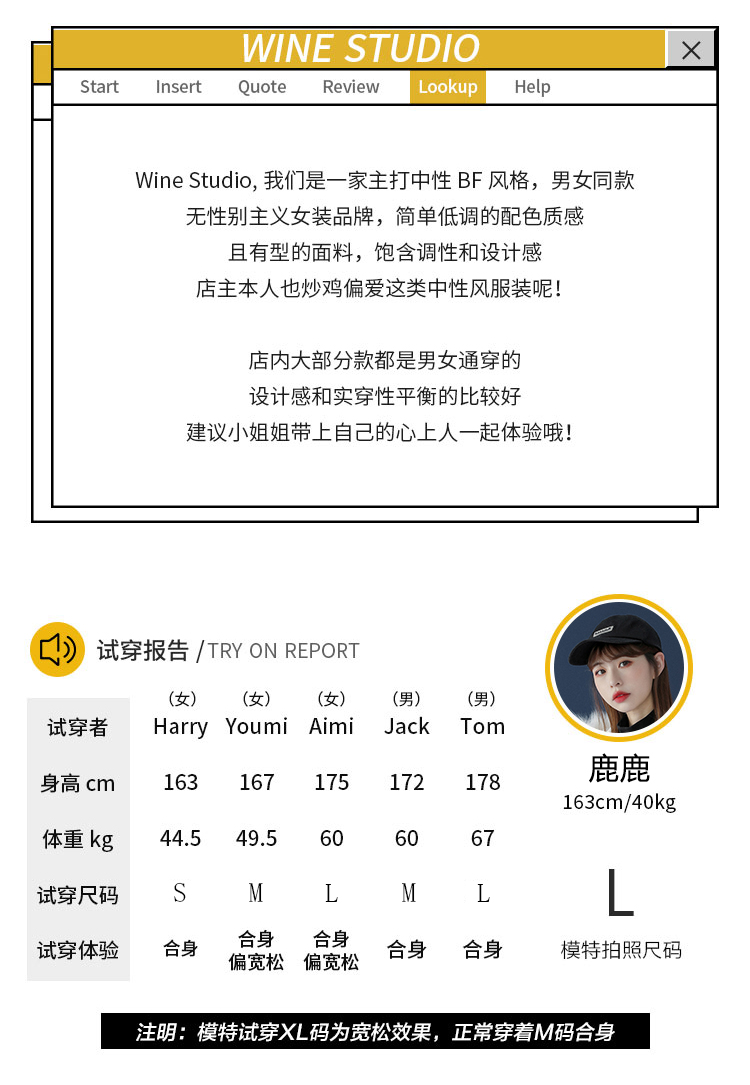 WINE STUDIO
Start Insert Quote Review Lookup Help
Wine Studio, 我们是一家主打中性 BF 风格，男女同款
无性别主义女装品牌，简单低调的配色质感
且有型的面料，饱含调性和设计感
店主本人也炒鸡偏爱这类中性风服装呢！
店内大部分款都是男女通穿的
设计感和实穿性平衡的比较好
建议小姐姐带上自己的心上人一起体验哦！
试穿报告 /TRY ON REPORT
（女） （女） （女） （男） （男）
试穿者 Harry Youmi Aimi Jack Tom
身高 cm 163 167 175 172 178
体重 kg 44.5 49.5 60 60 67
试穿尺码 S M L M L
试穿体验 合身 合身 合身 合身 合身
偏宽松 偏宽松
鹿鹿
163cm/40kg
L
模特拍照尺码
注明：模特试穿XL码为宽松效果，正常穿着M码合身